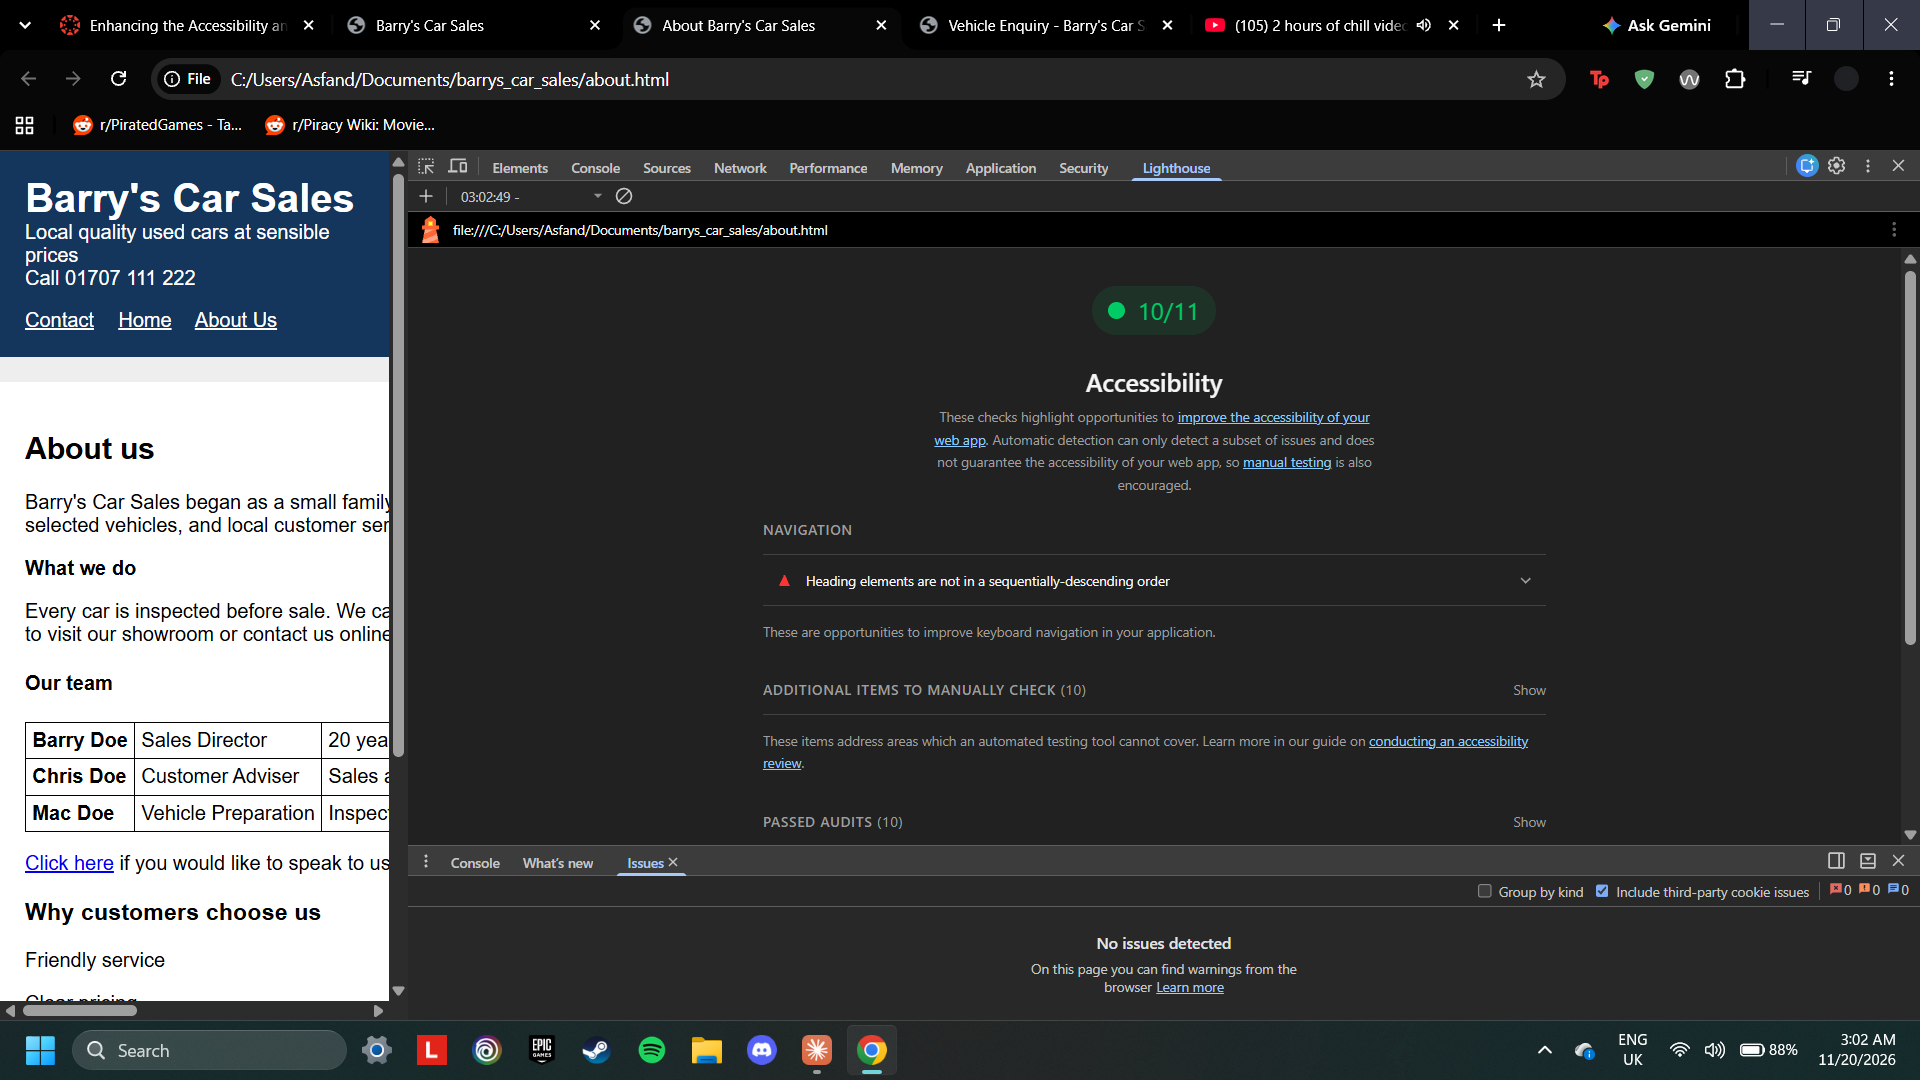 Enhancing the Accessibility an
Barry's Car Sales
About Barry's Car Sales
Vehicle Enquiry - Barry's Car S
(105) 2 hours of chill videc
Ask Gemini
File
C:/Users/Asfand/Documents/barrys_car_sales/about.html
Tp
r/PiratedGames - Ta...
r/Piracy Wiki: Movie...
Barry's Car Sales
Local quality used cars at sensible
prices
Call 01707 111 222
Contact
Home
About Us
About us
Barry's Car Sales began as a small family
selected vehicles, and local customer ser
What we do
Every car is inspected before sale. We ca
to visit our showroom or contact us online
Our team
Barry Doe Sales Director 20 yea
Chris Doe Customer Adviser Sales a
Mac Doe Vehicle Preparation Inspec
Click here if you would like to speak to us
Why customers choose us
Friendly service
Clear pricing
Elements
Console
Sources
Network
Performance
Memory
Application
Security
Lighthouse
03:02:49 -
file:///C:/Users/Asfand/Documents/barrys_car_sales/about.html
10/11
Accessibility
These checks highlight opportunities to improve the accessibility of your
web app. Automatic detection can only detect a subset of issues and does
not guarantee the accessibility of your web app, so manual testing is also
encouraged.
NAVIGATION
Heading elements are not in a sequentially-descending order
These are opportunities to improve keyboard navigation in your application.
ADDITIONAL ITEMS TO MANUALLY CHECK (10)
Show
These items address areas which an automated testing tool cannot cover. Learn more in our guide on conducting an accessibility
review.
PASSED AUDITS (10)
Show
Console
What's new
Issues
Group by kind
Include third-party cookie issues
0
0
0
No issues detected
On this page you can find warnings from the
browser Learn more
Search
L
EPIC
GAMES
ENG
UK
88%
3:02 AM
11/20/2026